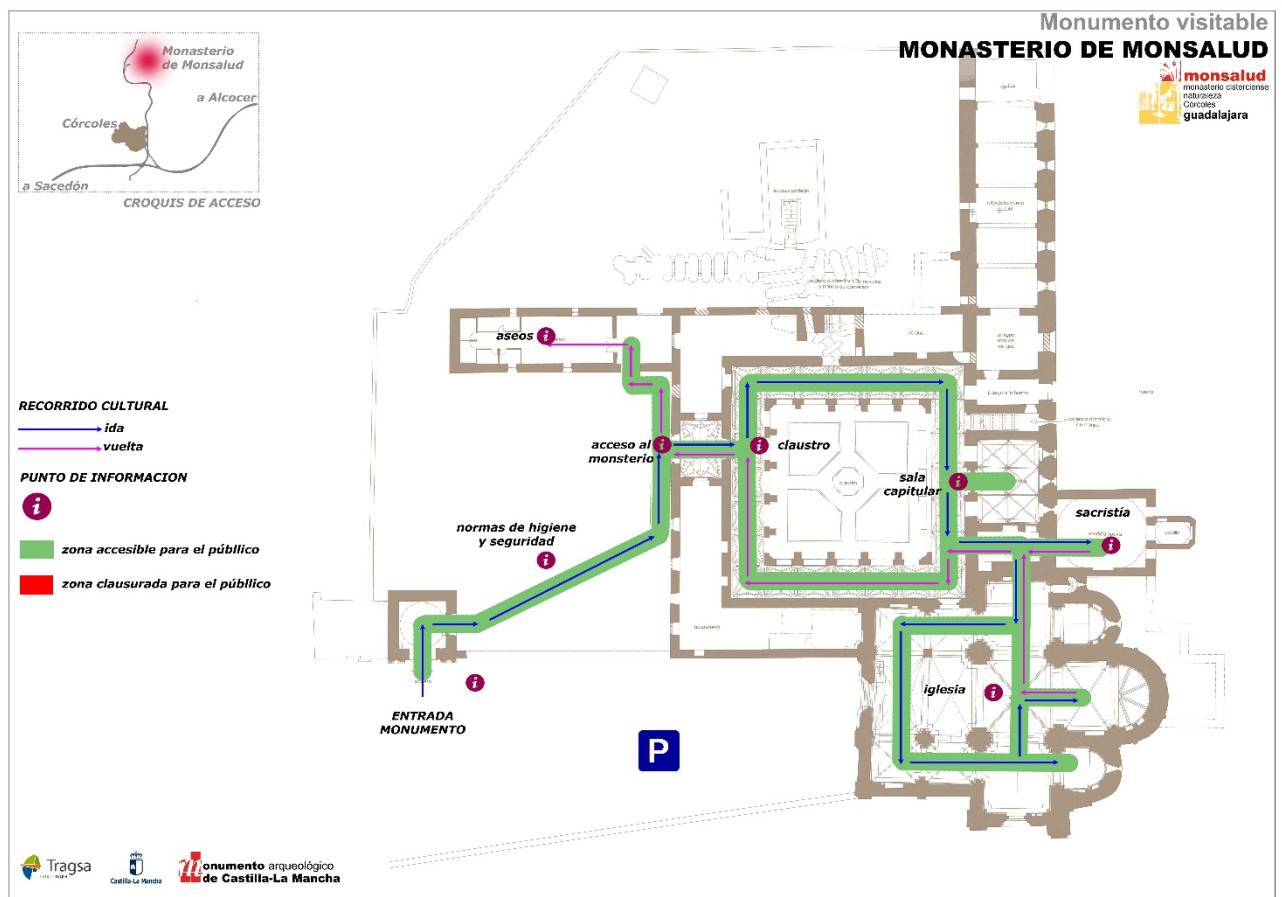 Monumento visitable
MONASTERIO DE MONSALUD
monsalud
monasterio cisterciense
naturaleza
Córcoles
guadalajara
Monasterio
de Monsalud
a Alcocer
Córcoles
a Sacedón
CROQUIS DE ACCESO
RECORRIDO CULTURAL
ida
vuelta
PUNTO DE INFORMACION
i
zona accesible para el públlico
zona clausurada para el públlico
aseos
i
acceso al
monsterio
i
i
claustro
sala
capitular
i
sacristía
i
normas de higiene
y seguridad
i
iglesia
i
i
ENTRADA
MONUMENTO
P
Tragsa
Castilla-La Mancha
monumento arqueológico
de Castilla-La Mancha